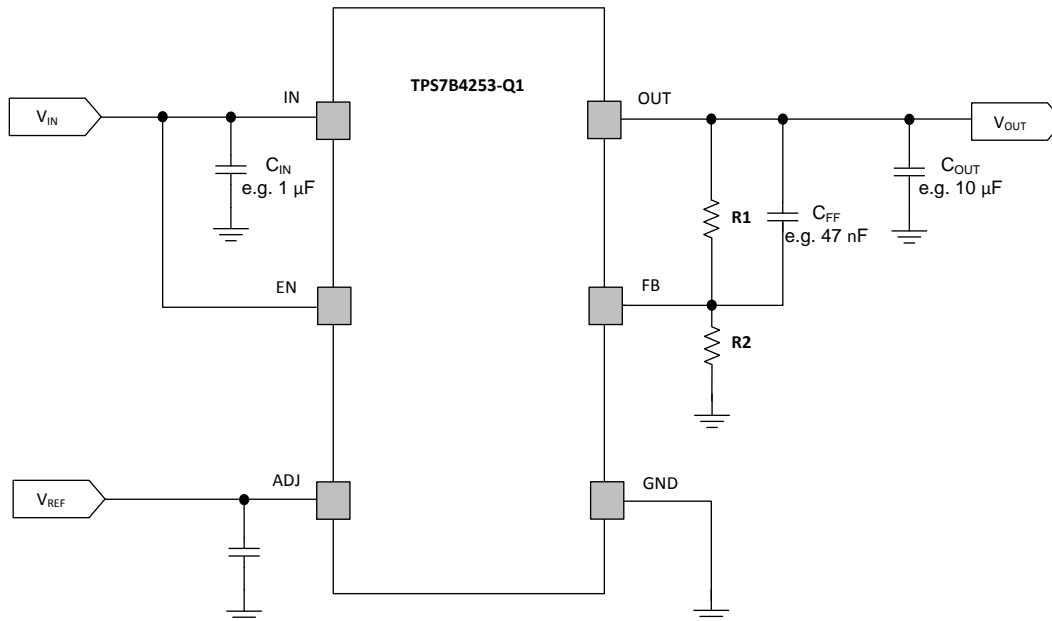 TPS7B4253-Q1
IN
OUT
V_IN
V_OUT
C_IN
e.g. 1 µF
C_OUT
e.g. 10 µF
R1
C_FF
e.g. 47 nF
EN
FB
R2
ADJ
GND
V_REF